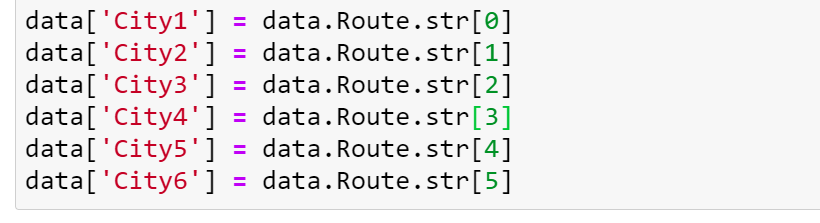 data['City1'] = data.Route.str[0]
data['City2'] = data.Route.str[1]
data['City3'] = data.Route.str[2]
data['City4'] = data.Route.str[3]
data['City5'] = data.Route.str[4]
data['City6'] = data.Route.str[5]